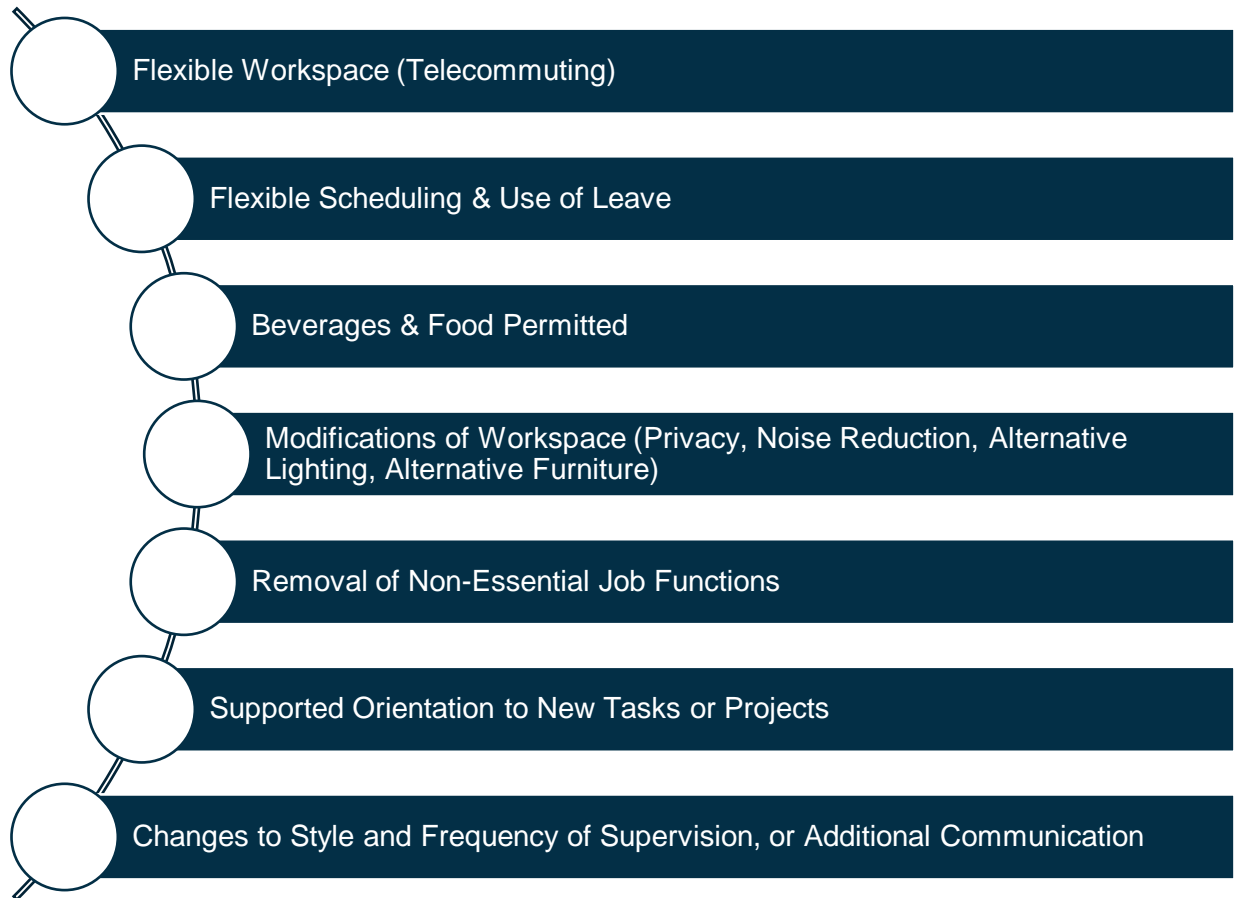 Flexible Workspace (Telecommuting)
Flexible Scheduling & Use of Leave
Beverages & Food Permitted
Modifications of Workspace (Privacy, Noise Reduction, Alternative
Lighting, Alternative Furniture)
Removal of Non-Essential Job Functions
Supported Orientation to New Tasks or Projects
Changes to Style and Frequency of Supervision, or Additional Communication